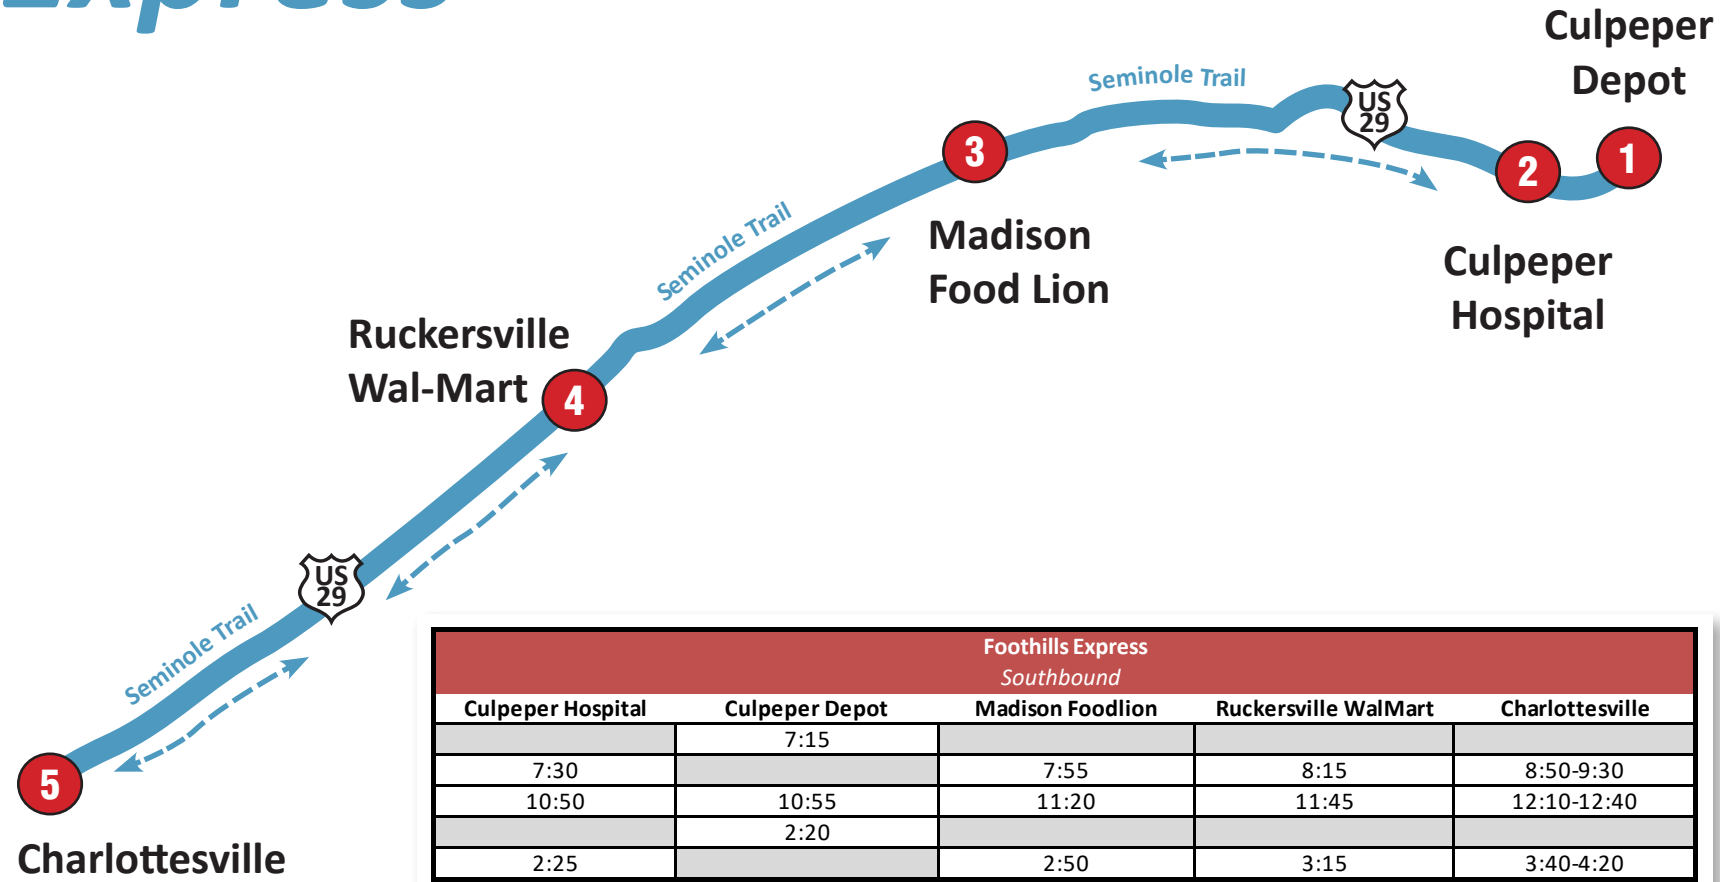 Express
Culpeper
Depot
Seminole Trail
US
29
1
2
3
Culpeper
Hospital
Madison
Food Lion
Seminole Trail
Ruckersville
Wal-Mart
4
US
29
Seminole Trail
5
Charlottesville
Foothills Express
Southbound
Culpeper Hospital Culpeper Depot Madison Foodlion Ruckersville WalMart Charlottesville
7:15
7:30 7:55 8:15 8:50-9:30
10:50 10:55 11:20 11:45 12:10-12:40
2:20
2:25 2:50 3:15 3:40-4:20